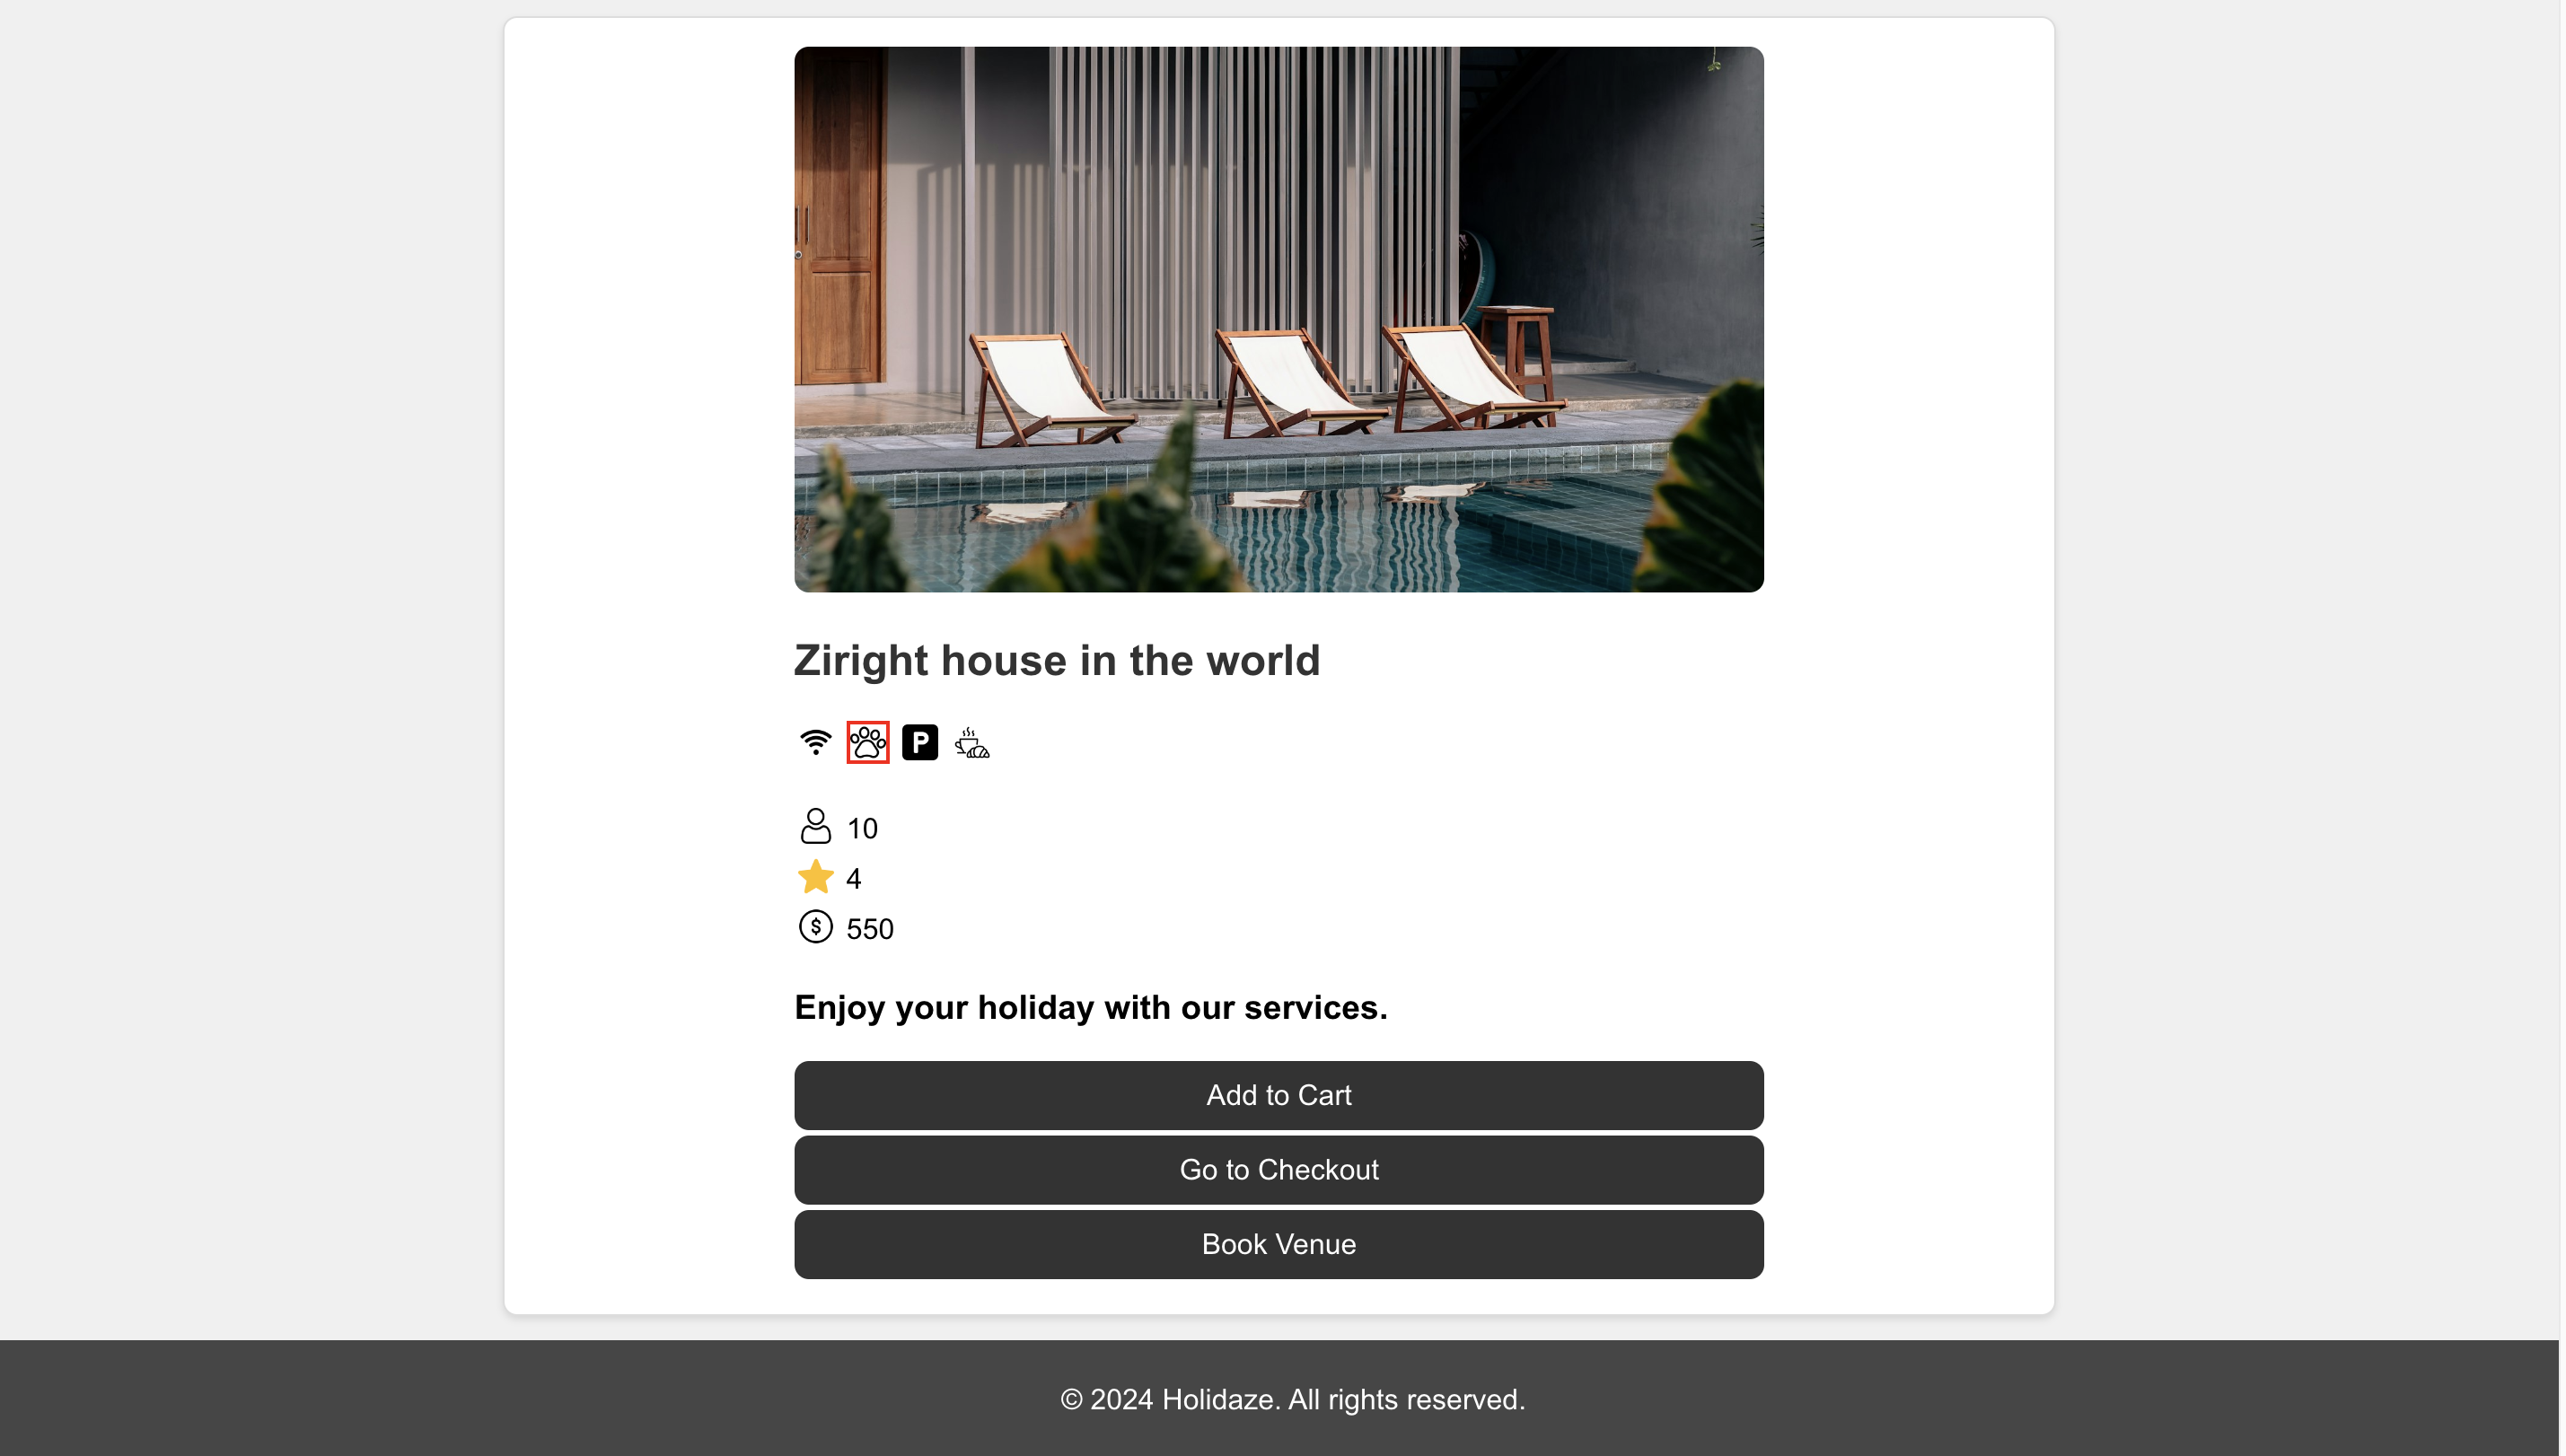 Ziright house in the world
P
10
4
$ 550
Enjoy your holiday with our services.
Add to Cart
Go to Checkout
Book Venue
© 2024 Holidaze. All rights reserved.